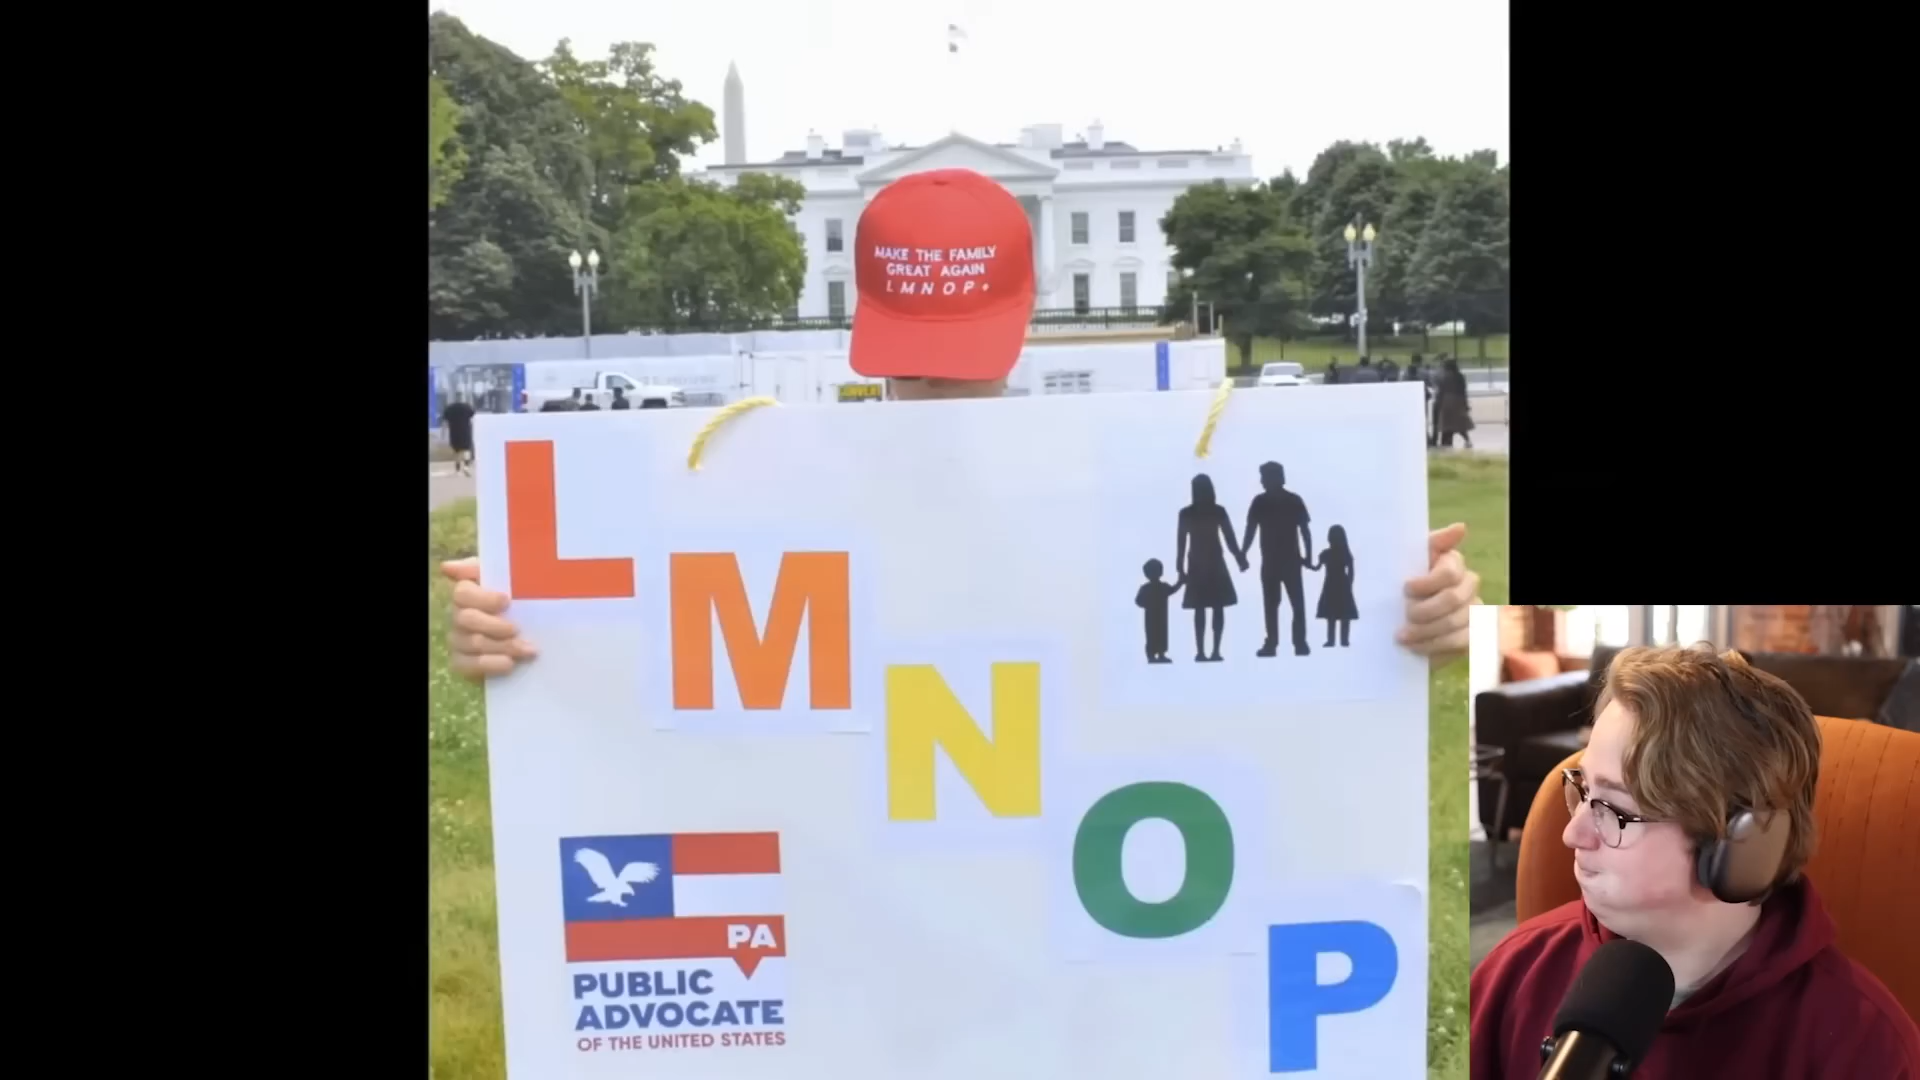 MAKE THE FAMILY
GREAT AGAIN
LMNOP+
L
M
N
O
P
PA
PUBLIC
ADVOCATE
OF THE UNITED STATES